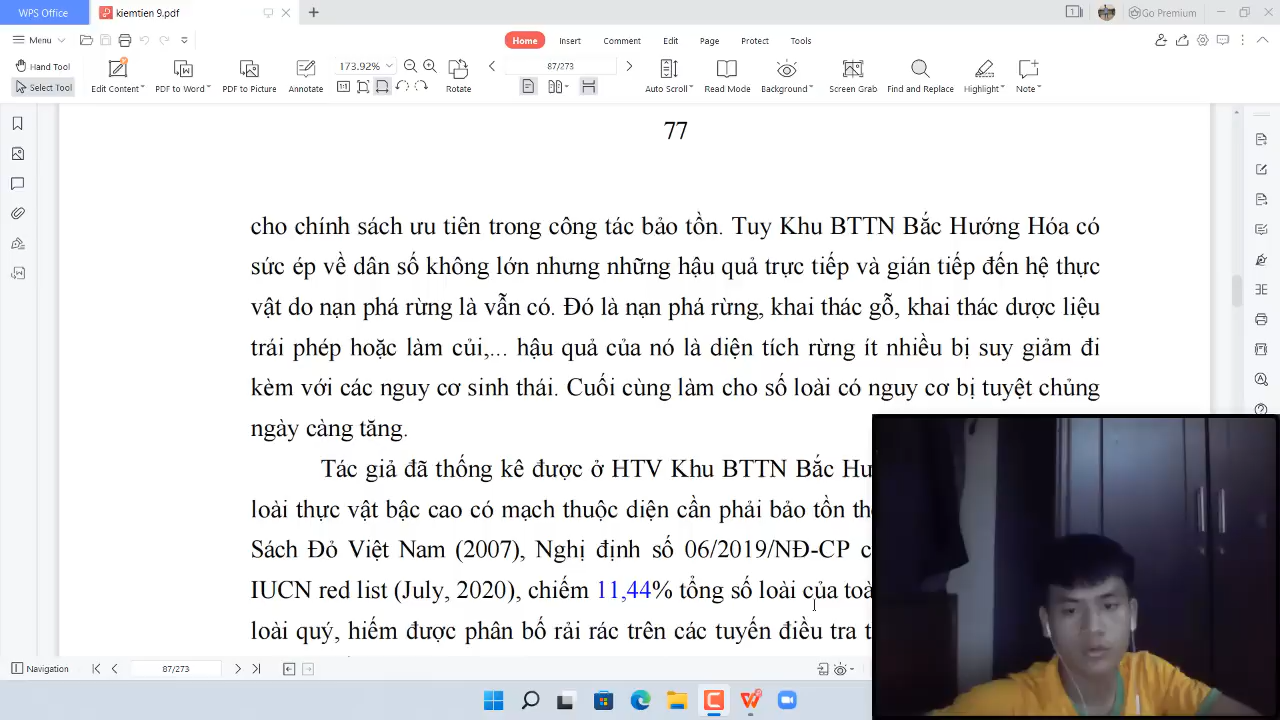 WPS Office
kiemtien 9.pdf
1
Go Premium
Menu
Home
Insert
Comment
Edit
Page
Protect
Tools
Hand Tool
Select Tool
Edit Content
PDF to Word
PDF to Picture
Annotate
173.92%
Rotate
87/273
Auto Scroll
Read Mode
Background
Screen Grab
Find and Replace
Highlight
Note
77
cho chính sách ưu tiên trong công tác bảo tồn. Tuy Khu BTTN Bắc Hướng Hóa có
sức ép về dân số không lớn nhưng những hậu quả trực tiếp và gián tiếp đến hệ thực
vật do nạn phá rừng là vẫn có. Đó là nạn phá rừng, khai thác gỗ, khai thác dược liệu
trái phép hoặc làm củi,... hậu quả của nó là diện tích rừng ít nhiều bị suy giảm đi
kèm với các nguy cơ sinh thái. Cuối cùng làm cho số loài có nguy cơ bị tuyệt chủng
ngày càng tăng.
Tác giả đã thống kê được ở HTV Khu BTTN Bắc
loài thực vật bậc cao có mạch thuộc diện cần phải bảo tồn
Sách Đỏ Việt Nam (2007), Nghị định số 06/2019/NĐ-CP
IUCN red list (July, 2020), chiếm 11,44% tổng số loài của
loài quý, hiếm được phân bố rải rác trên các tuyến điều tra
Navigation
87/273